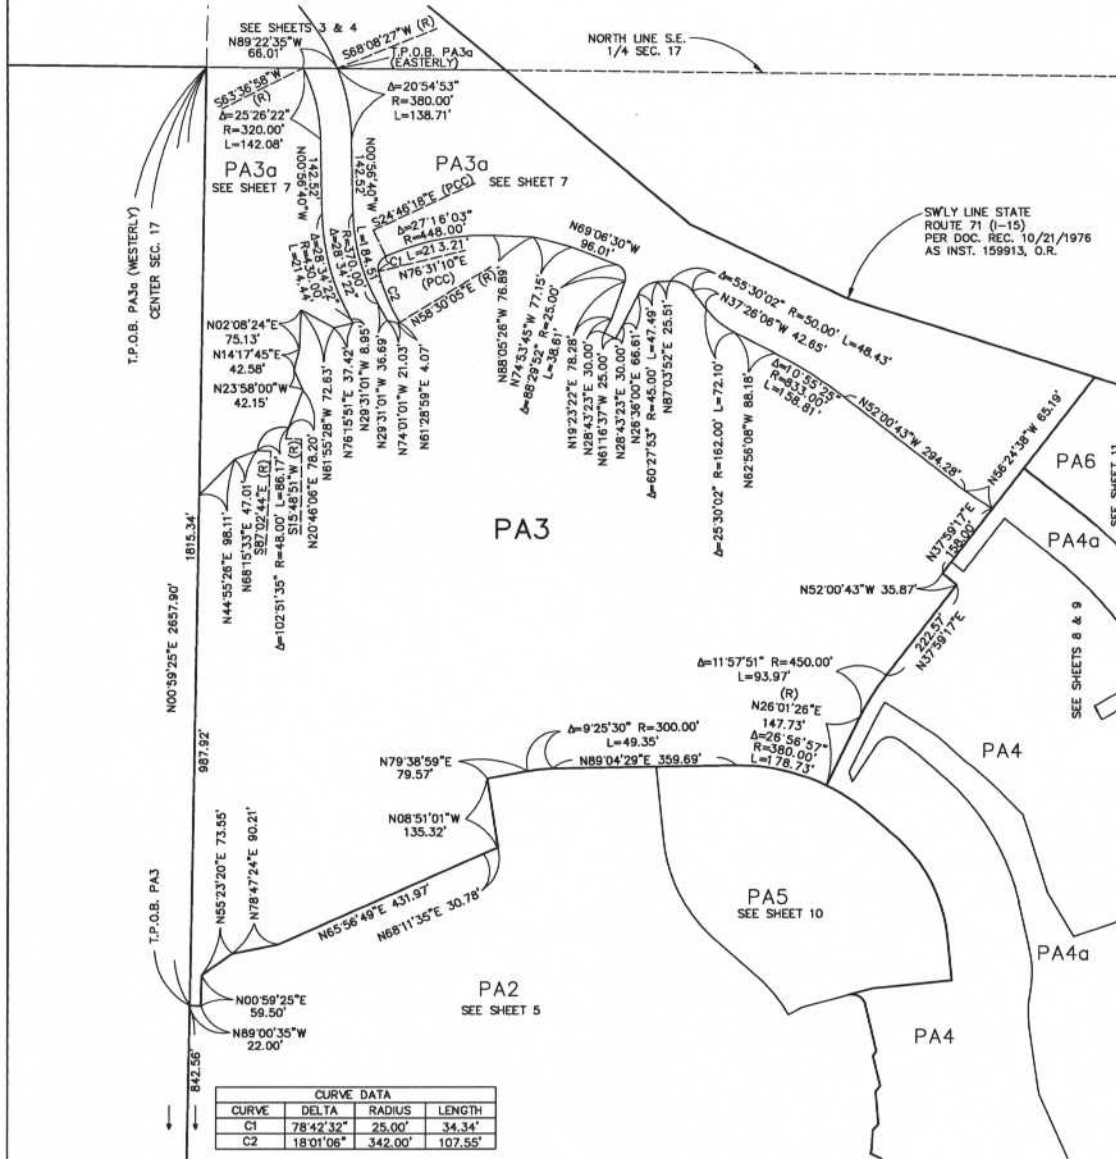 SEE SHEETS 3 & 4
N89°22'35"W
66.01'
S68°08'27"W (R)
T.P.O.B. PA3a
(EASTERLY)
NORTH LINE S.E.
1/4 SEC. 17
S63°36'58"W
(R)
Δ=25°26'22"
R=320.00'
L=142.08'
Δ=20°54'53"
R=380.00'
L=138.71'
PA3a
SEE SHEET 7
N00°56'40"W
142.52'
N00°56'40"W
142.52'
PA3a
SEE SHEET 7
T.P.O.B. PA3a (WESTERLY)
CENTER SEC. 17
S24°46'18"E (PCC)
Δ=27°16'03"
R=448.00'
L=213.21'
C1
N76°31'10"E
(PCC)
C2
L=184.51'
R=370.00'
Δ=28°34'22"
Δ=28°34'22"
R=430.00'
L=214.44'
N58°30'05"E (R)
N69°06'30"W
96.01'
SW'LY LINE STATE
ROUTE 71 (I-15)
PER DOC. REC. 10/21/1976
AS INST. 159913, O.R.
N02°08'24"E
75.13'
N14°17'45"E
42.58'
N23°58'00"W
42.15'
N44°55'26"E 98.11'
N68°15'33"E 47.01'
S87°02'44"E (R)
Δ=102°51'35" R=48.00' L=86.17'
S15°48'51"W (R)
N20°46'06"E 78.20'
N61°55'28"W 72.63'
N76°15'51"E 37.42'
N29°31'01"W 8.95'
N29°31'01"W 36.69'
N74°01'01"W 21.03'
N61°28'59"E 4.07'
N88°05'26"W 76.89'
N74°53'45"W 77.15'
Δ=88°29'52" R=25.00'
L=38.61'
N19°23'22"E 78.28'
N28°43'23"E 30.00'
N61°16'37"W 25.00'
N28°43'23"E 30.00'
N26°36'00"E 66.61'
Δ=60°27'53" R=45.00' L=47.49'
N87°03'52"E 25.51'
Δ=55°30'02" R=50.00' L=48.43'
N37°26'06"W 42.65'
Δ=25°30'02" R=162.00' L=72.10'
N62°56'08"W 88.18'
Δ=10°55'25"
R=833.00'
L=158.81'
N52°00'43"W 294.28'
N56°24'38"W 65.19'
PA6
SEE SHEET 11
PA4a
PA3
N37°59'17"E
158.00'
N52°00'43"W 35.87'
222.57'
N37°59'17"E
SEE SHEETS 8 & 9
1815.34'
N00°59'25"E 2657.90'
987.92'
Δ=11°57'51" R=450.00'
L=93.97'
(R)
N26°01'26"E
147.73'
Δ=26°56'57"
R=380.00'
L=178.73'
Δ=9°25'30" R=300.00'
L=49.35'
N89°04'29"E 359.69'
N79°38'59"E
79.57'
N08°51'01"W
135.32'
PA4
N55°23'20"E 73.55'
N78°47'24"E 90.21'
T.P.O.B. PA3
N65°56'49"E 431.97'
N68°11'35"E 30.78'
PA5
SEE SHEET 10
PA4a
N00°59'25"E
59.50'
PA2
SEE SHEET 5
N89°00'35"W
22.00'
PA4
842.56'
CURVE DATA
CURVE DELTA RADIUS LENGTH
C1 78°42'32" 25.00' 34.34'
C2 18°01'06" 342.00' 107.55'